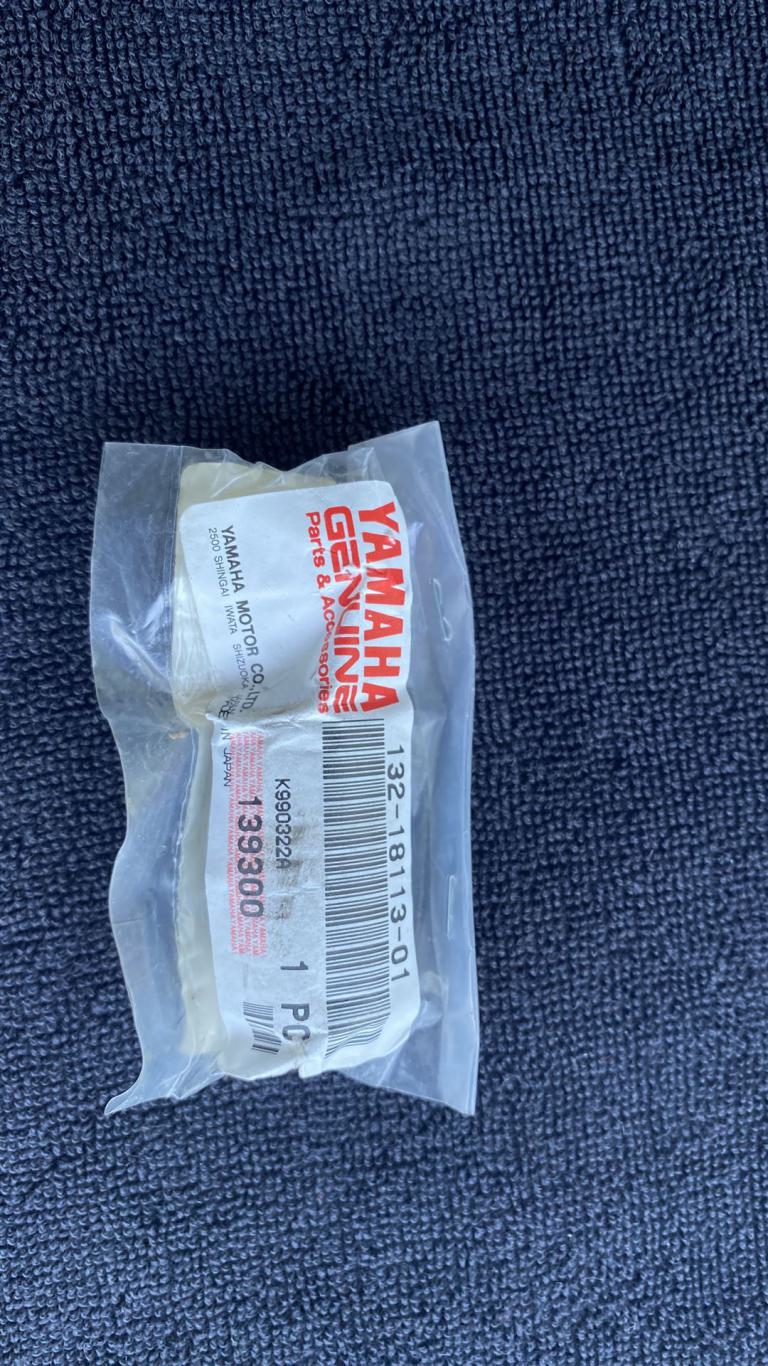 YAMAHA
GENUINE
Parts & Accessories
YAMAHA MOTOR CO.,LTD.
2500 SHINGAI IWATA SHIZUOKA
IN JAPAN
132-18113-01
K990322A
139300
1 PC